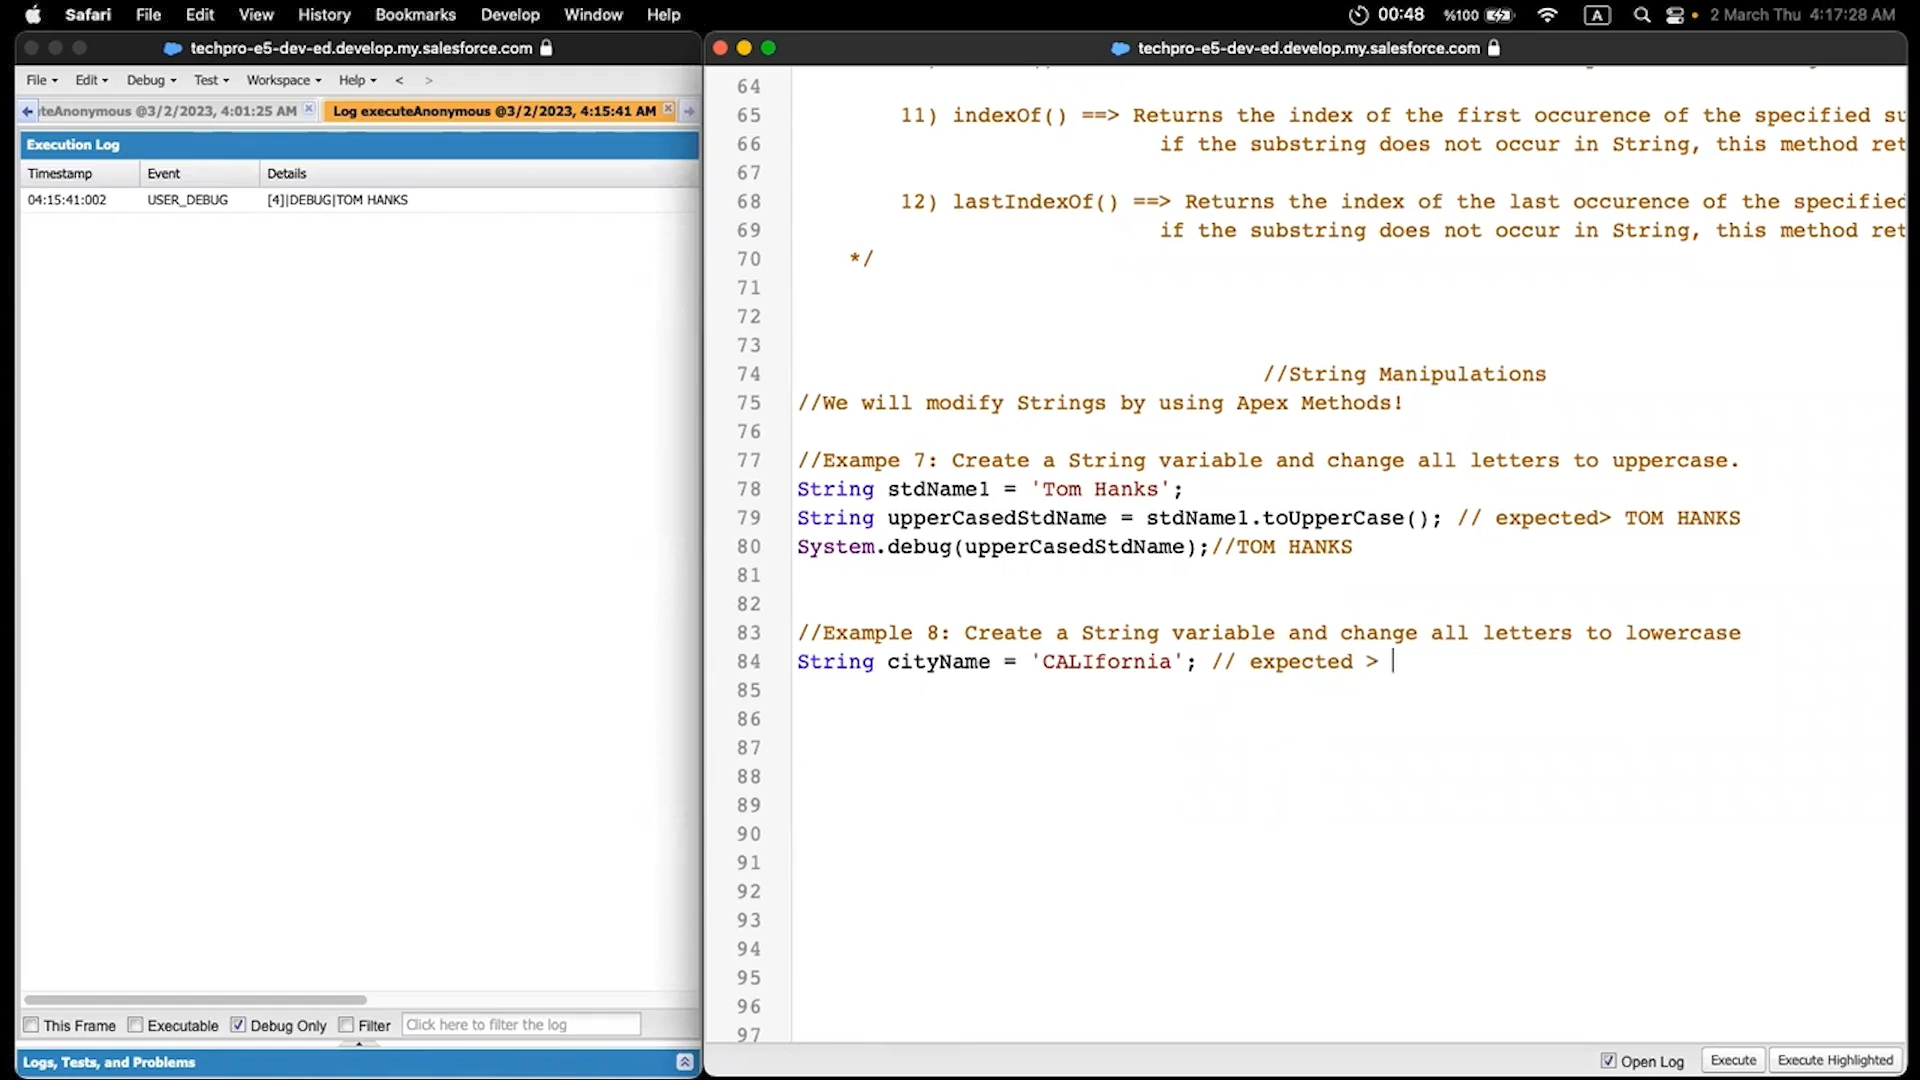 Safari File Edit View History Bookmarks Develop Window Help 00:48 %100 A 2 March Thu 4:17:28 AM
techpro-e5-dev-ed.develop.my.salesforce.com
File Edit Debug Test Workspace Help < >
teAnonymous @3/2/2023, 4:01:25 AM Log executeAnonymous @3/2/2023, 4:15:41 AM
Execution Log
Timestamp Event Details
04:15:41:002 USER_DEBUG [4]|DEBUG|TOM HANKS
This Frame Executable Debug Only Filter Click here to filter the log
Logs, Tests, and Problems
techpro-e5-dev-ed.develop.my.salesforce.com
64
65 11) indexOf() ==> Returns the index of the first occurence of the specified su
66 if the substring does not occur in String, this method ret
67
68 12) lastIndexOf() ==> Returns the index of the last occurence of the specified
69 if the substring does not occur in String, this method ret
70 */
71
72
73
74 //String Manipulations
75 //We will modify Strings by using Apex Methods!
76
77 //Exampe 7: Create a String variable and change all letters to uppercase.
78 String stdName1 = 'Tom Hanks';
79 String upperCasedStdName = stdName1.toUpperCase(); // expected> TOM HANKS
80 System.debug(upperCasedStdName);//TOM HANKS
81
82
83 //Example 8: Create a String variable and change all letters to lowercase
84 String cityName = 'CALIfornia'; // expected >
85
86
87
88
89
90
91
92
93
94
95
96
97
Open Log Execute Execute Highlighted